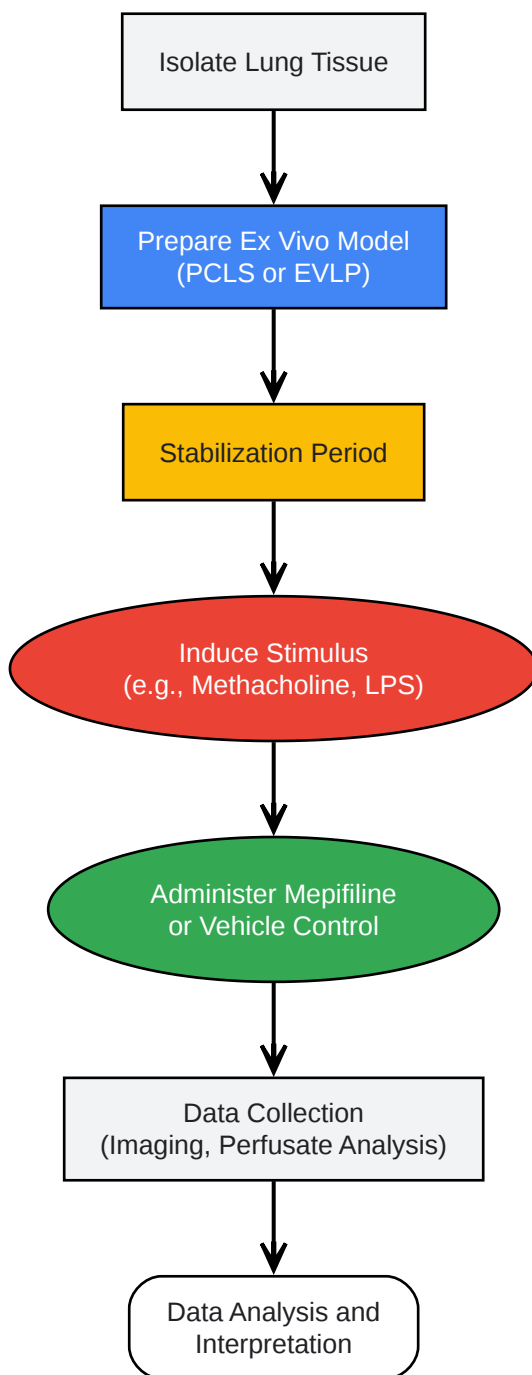 Isolate Lung Tissue
Prepare Ex Vivo Model
(PCLS or EVLP)
Stabilization Period
Induce Stimulus
(e.g., Methacholine, LPS)
Administer Mepifiline
or Vehicle Control
Data Collection
(Imaging, Perfusate Analysis)
Data Analysis and
Interpretation